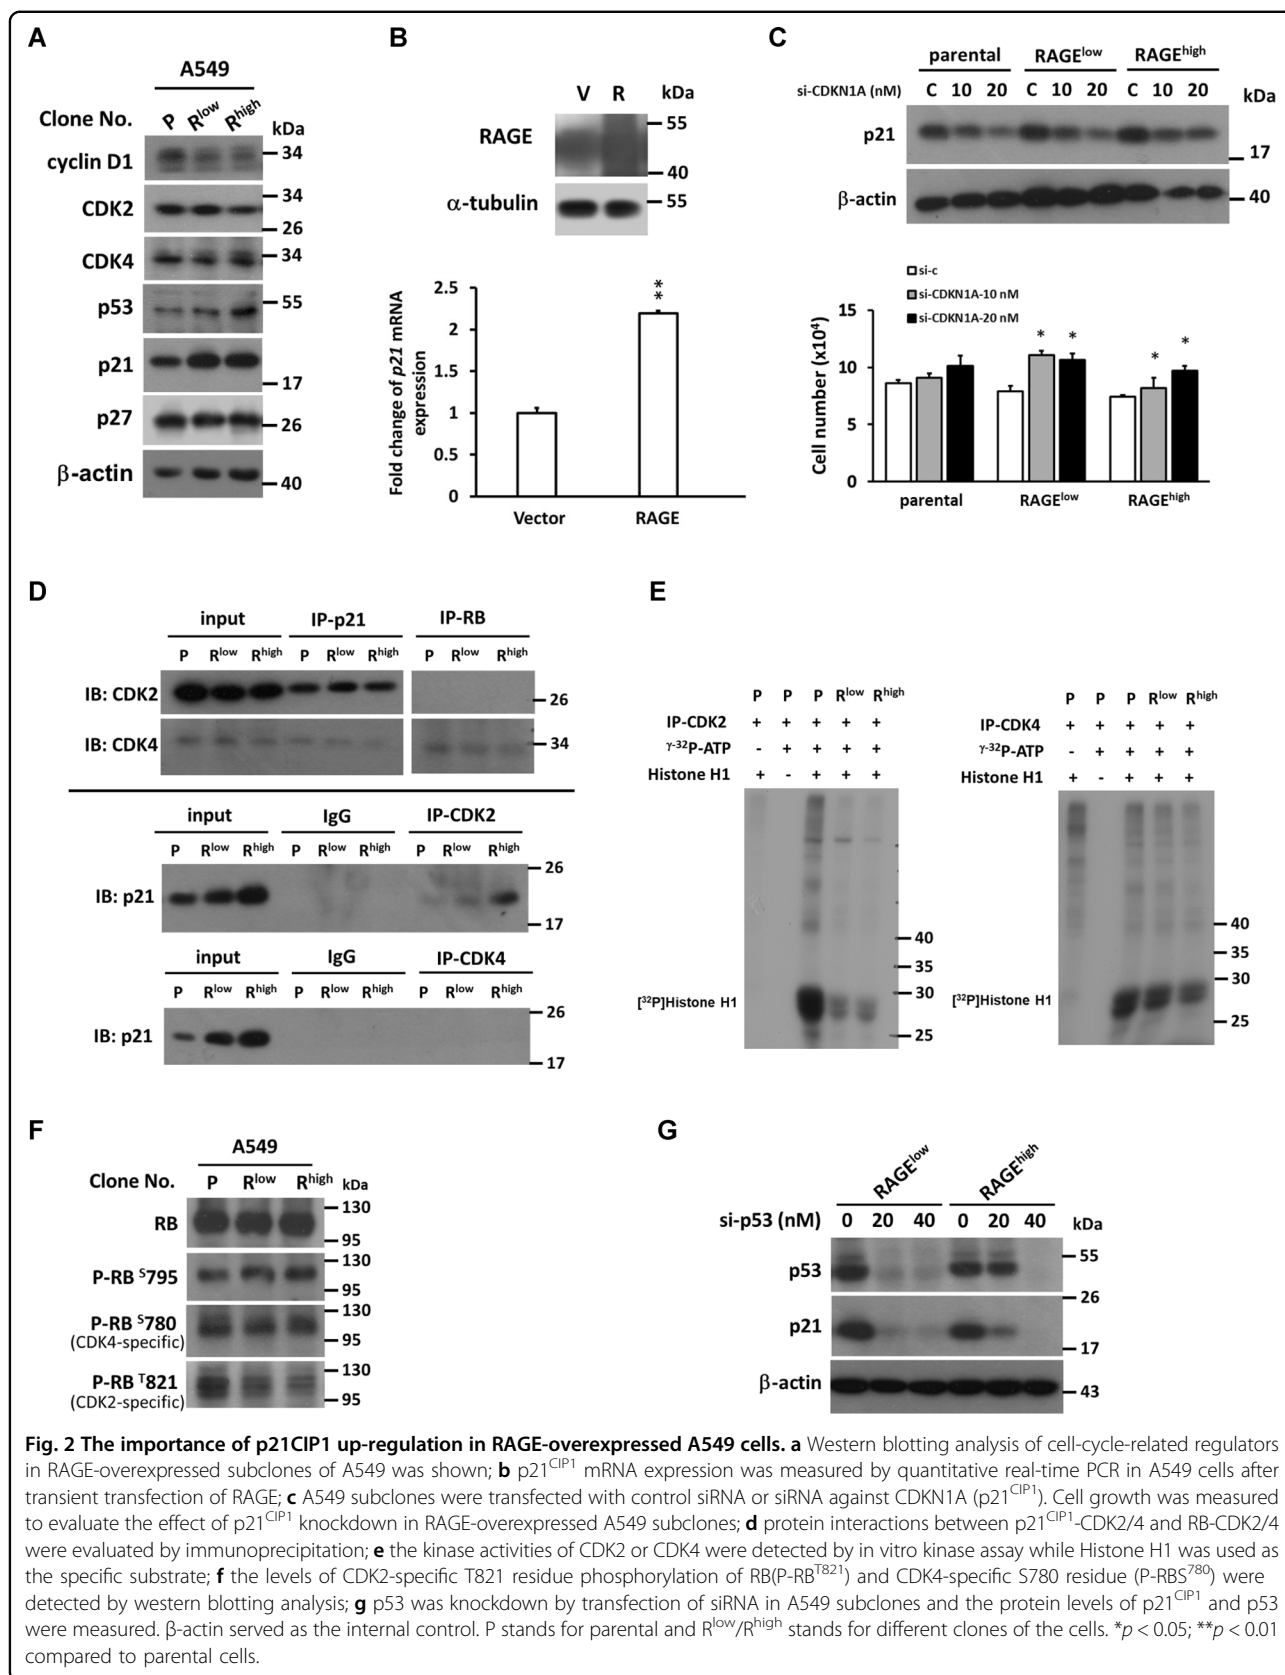 A
A549
Clone No. P R^low R^high kDa
cyclin D1 34
CDK2 34
26
CDK4 34
p53 55
p21
17
p27 26
β-actin 40
B
V R kDa
RAGE 55
40
α-tubulin 55
Fold change of p21 mRNA expression
2.5
2
1.5
1
0.5
0
**
Vector RAGE
C
parental RAGE^low RAGE^high
si-CDKN1A (nM) C 10 20 C 10 20 C 10 20 kDa
p21
17
β-actin 40
si-c
si-CDKN1A-10 nM
si-CDKN1A-20 nM
Cell number (x10⁴)
15
10
5
0
* * * *
parental RAGE^low RAGE^high
D
input IP-p21 IP-RB
P R^low R^high P R^low R^high P R^low R^high
IB: CDK2 26
IB: CDK4 34
input IgG IP-CDK2
P R^low R^high P R^low R^high P R^low R^high
26
IB: p21
17
input IgG IP-CDK4
P R^low R^high P R^low R^high P R^low R^high
26
IB: p21
17
E
P P P R^low R^high
IP-CDK2 + + + + +
γ-³²P-ATP - + + + +
Histone H1 + - + + +
40
35
[³²P]Histone H1 30
25
P P P R^low R^high
IP-CDK4 + + + + +
γ-³²P-ATP - + + + +
Histone H1 + - + + +
40
35
30
[³²P]Histone H1
25
F
A549
Clone No. P R^low R^high kDa
RB 130
95
P-RB ^S795 130
95
P-RB ^S780 130
(CDK4-specific) 95
P-RB ^T821 130
(CDK2-specific) 95
G
RAGE^low RAGE^high
si-p53 (nM) 0 20 40 0 20 40 kDa
p53 55
26
p21
17
β-actin 43
Fig. 2 The importance of p21CIP1 up-regulation in RAGE-overexpressed A549 cells. a Western blotting analysis of cell-cycle-related regulators
in RAGE-overexpressed subclones of A549 was shown; b p21^CIP1 mRNA expression was measured by quantitative real-time PCR in A549 cells after
transient transfection of RAGE; c A549 subclones were transfected with control siRNA or siRNA against CDKN1A (p21^CIP1). Cell growth was measured
to evaluate the effect of p21^CIP1 knockdown in RAGE-overexpressed A549 subclones; d protein interactions between p21^CIP1-CDK2/4 and RB-CDK2/4
were evaluated by immunoprecipitation; e the kinase activities of CDK2 or CDK4 were detected by in vitro kinase assay while Histone H1 was used as
the specific substrate; f the levels of CDK2-specific T821 residue phosphorylation of RB(P-RB^T821) and CDK4-specific S780 residue (P-RBS^780) were
detected by western blotting analysis; g p53 was knockdown by transfection of siRNA in A549 subclones and the protein levels of p21^CIP1 and p53
were measured. β-actin served as the internal control. P stands for parental and R^low/R^high stands for different clones of the cells. *p < 0.05; **p < 0.01
compared to parental cells.